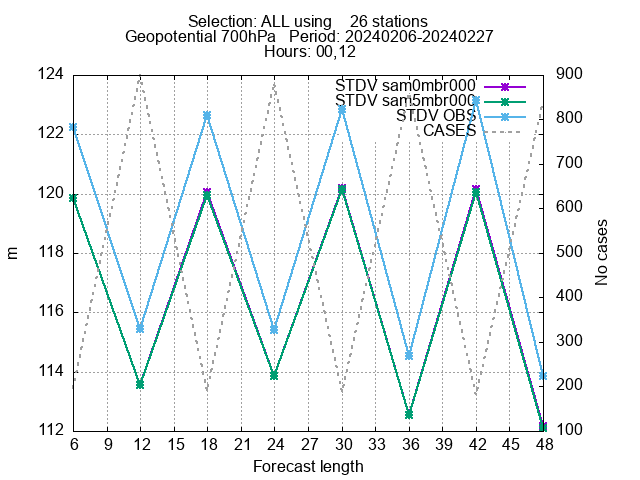 Selection: ALL using 26 stations
Geopotential 700hPa Period: 20240206-20240227
Hours: 00,12
STDV sam0mbr000
STDV sam5mbr000
STDV OBS
CASES
124
122
120
118
116
114
112
m
900
800
700
600
500
400
300
200
100
No cases
6 9 12 15 18 21 24 27 30 33 36 39 42 45 48
Forecast length